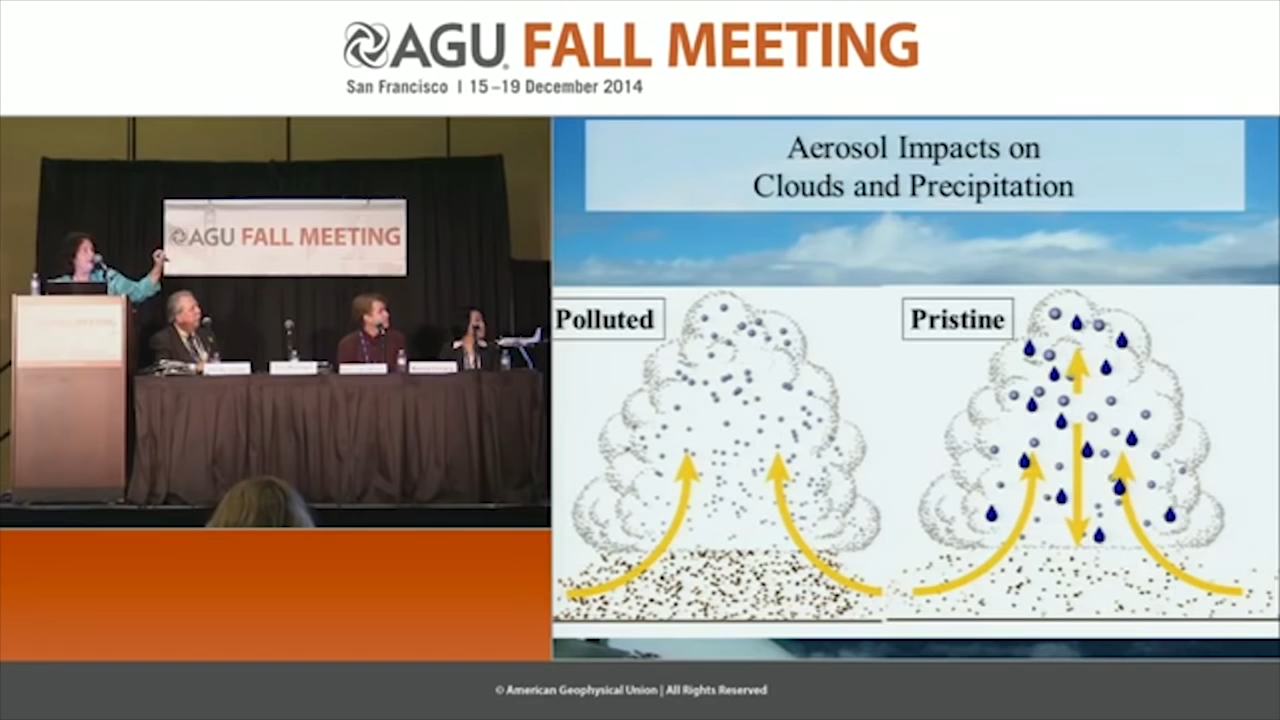 AGU FALL MEETING
San Francisco | 15–19 December 2014
AGU FALL MEETING
Aerosol Impacts on
Clouds and Precipitation
Polluted
Pristine
© American Geophysical Union | All Rights Reserved